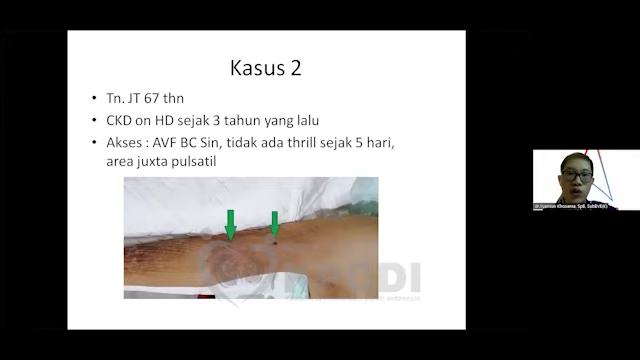 Kasus 2
• Tn. JT 67 thn
• CKD on HD sejak 3 tahun yang lalu
• Akses : AVF BC Sin, tidak ada thrill sejak 5 hari,
area juxta pulsatil